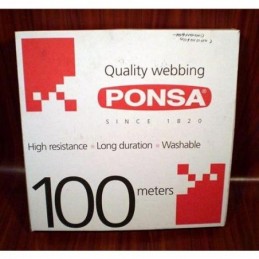 Quality webbing
PONSA®
SINCE 1820
High resistance • Long duration • Washable
100 meters